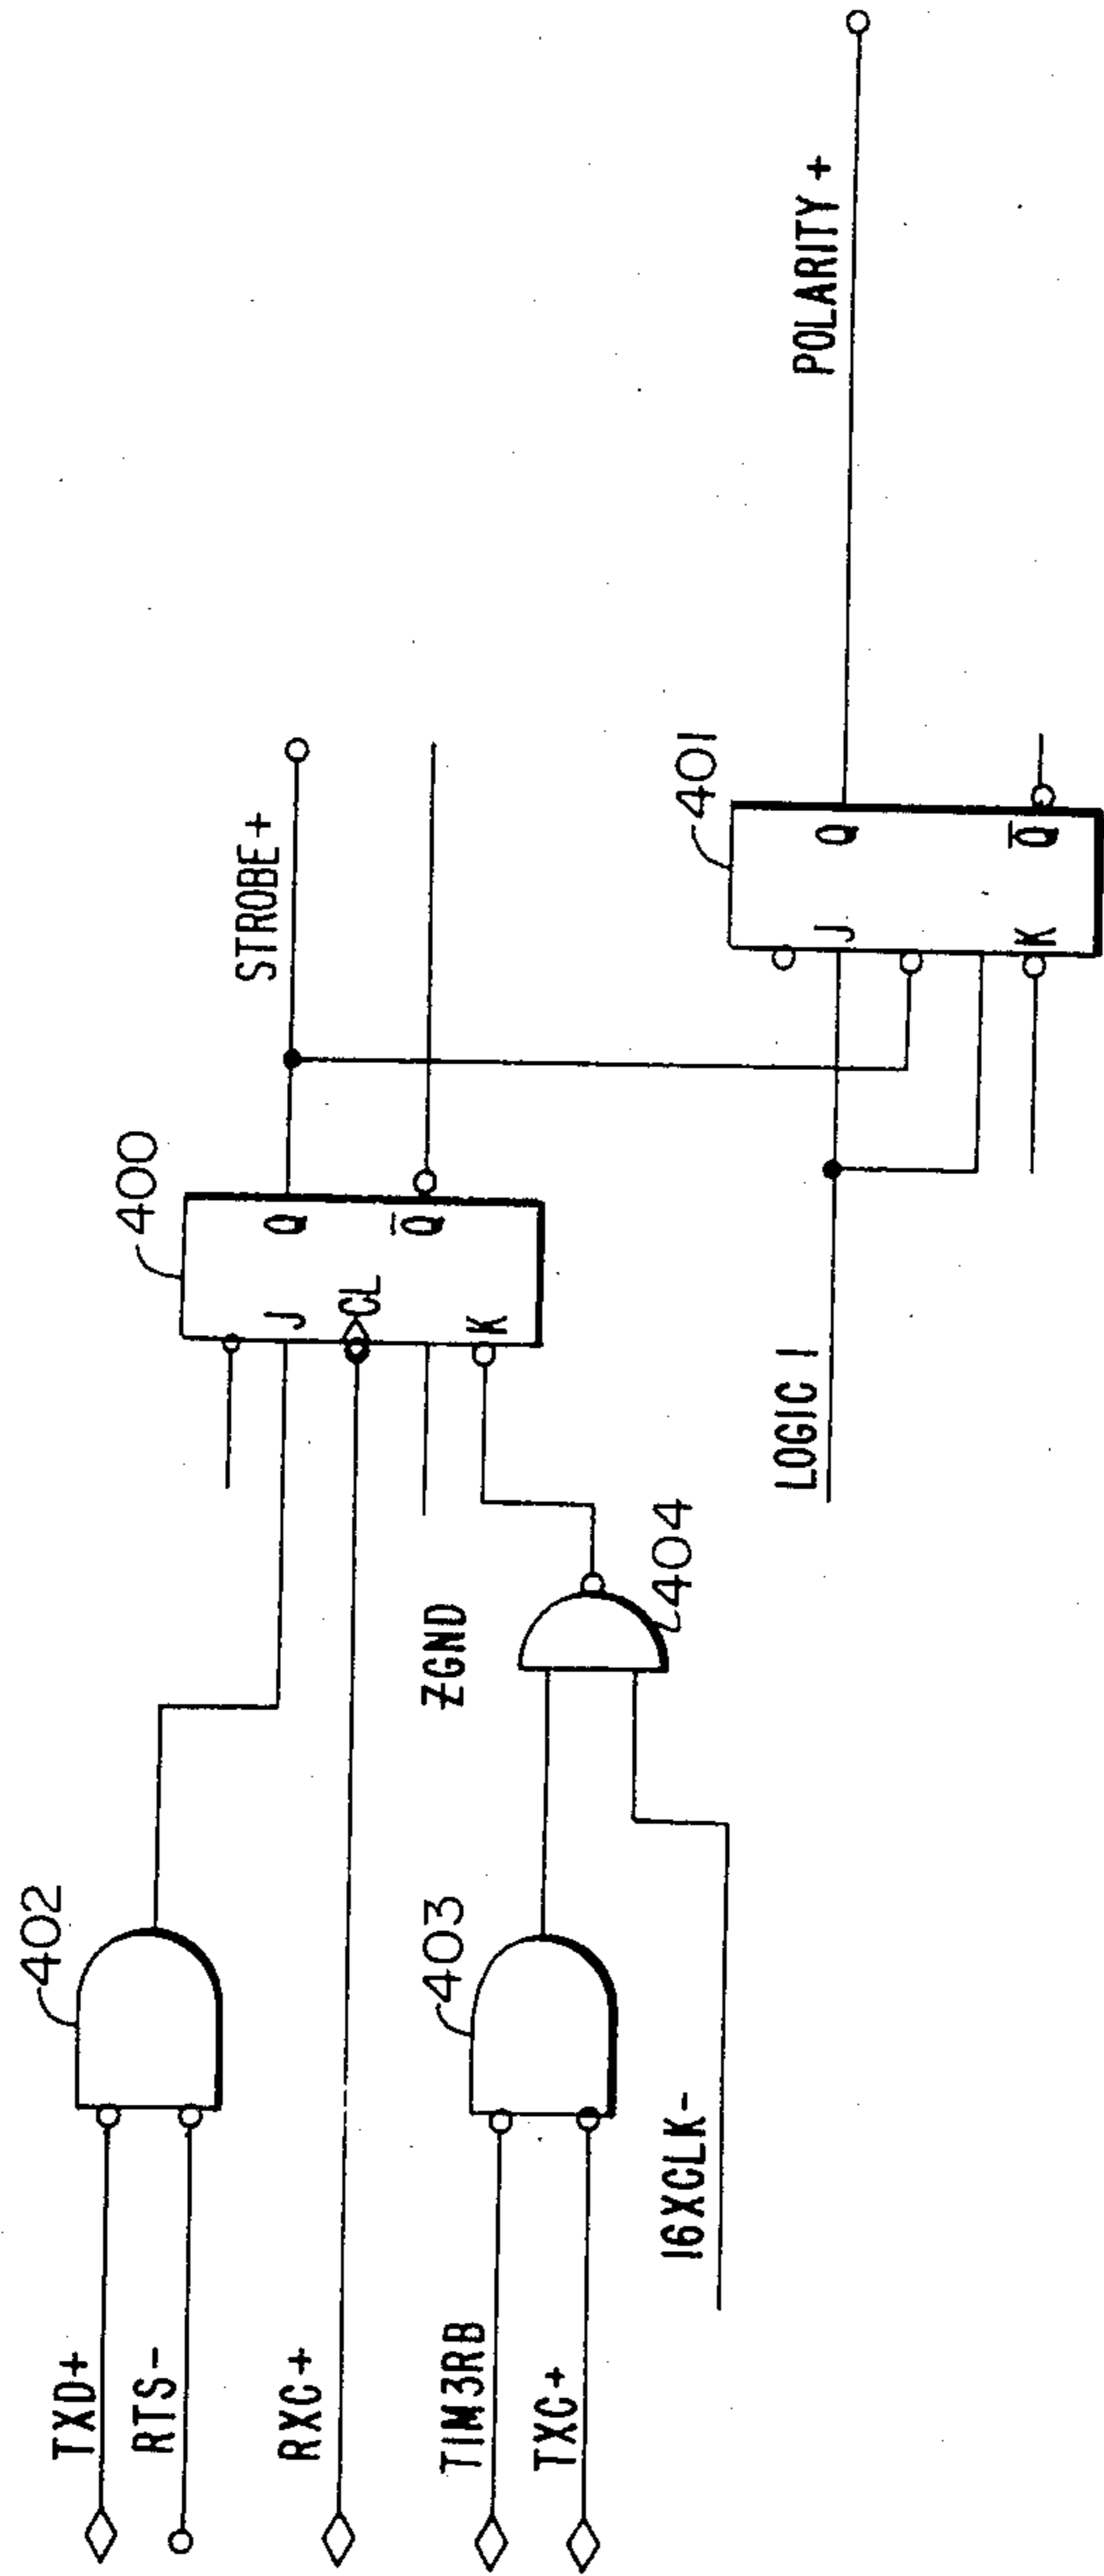 TXD+
RTS-
RXC+
TIM3RB
TXC+
16XCLK-
402
403
ZGND
404
400
J
Q
CL
Q̅
K
STROBE+
LOGIC 1
401
J
Q
K
Q̅
POLARITY +